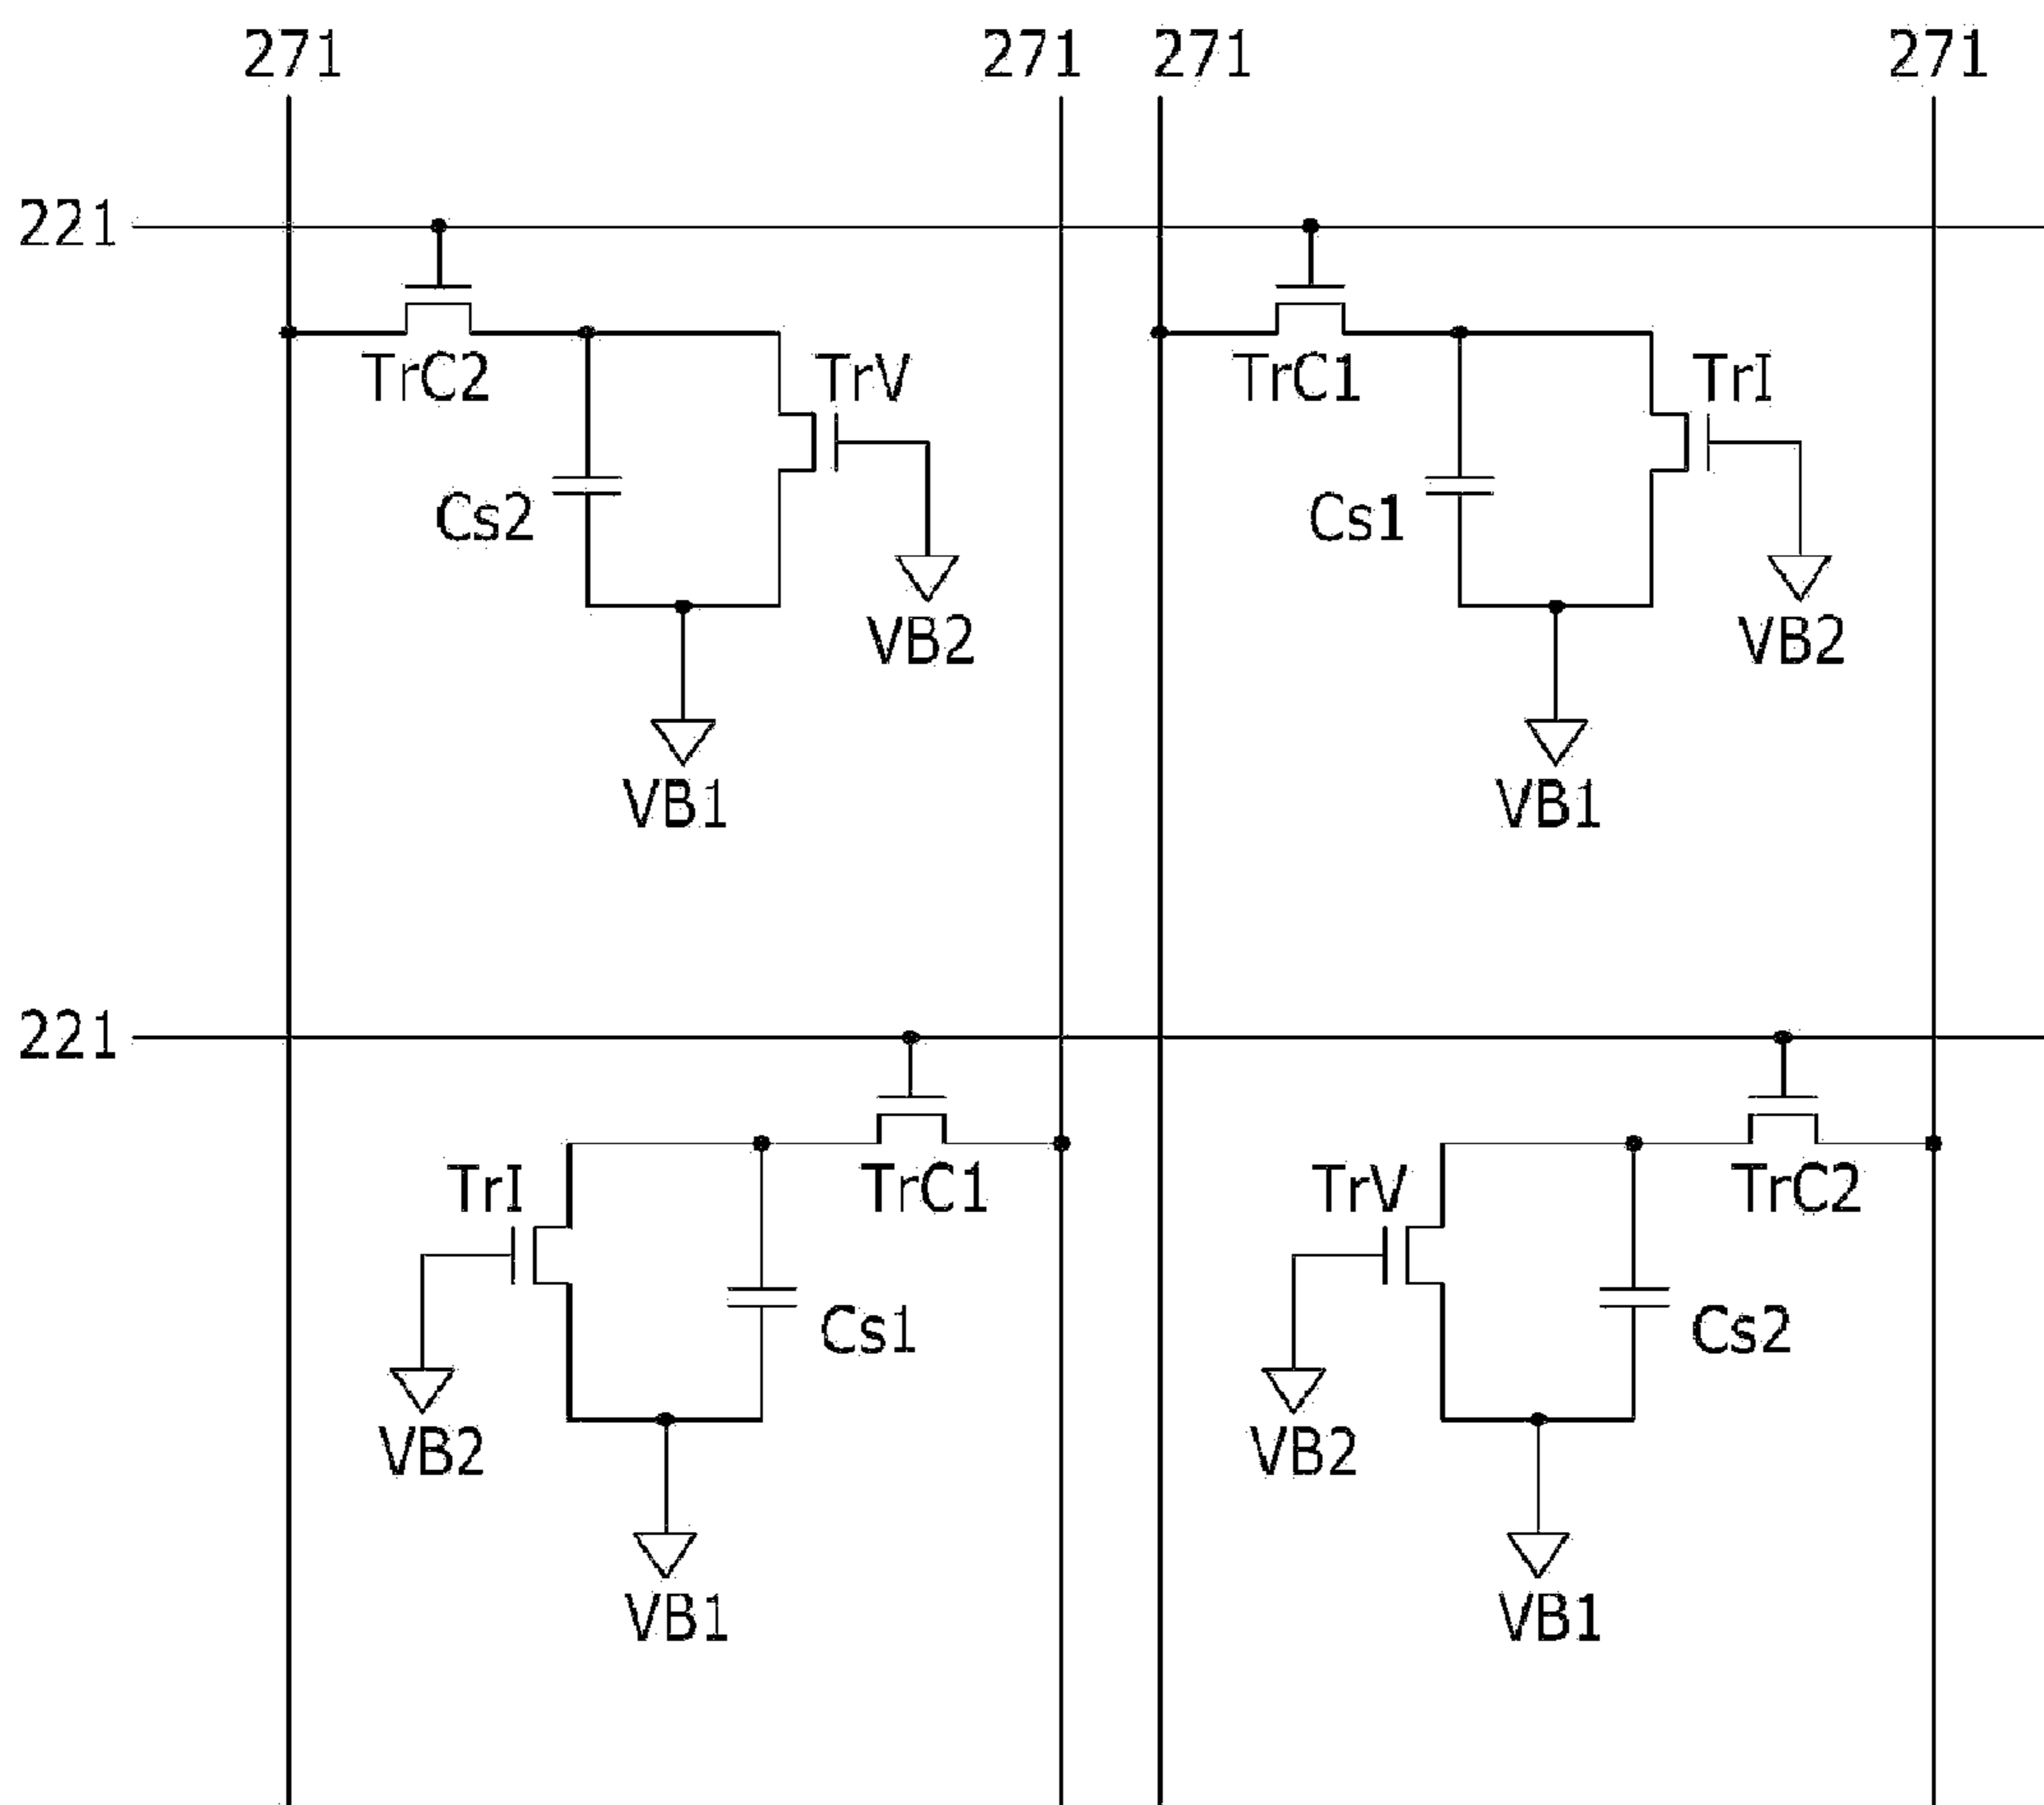 271 271 271 271
221
TrC2 TrV TrC1 TrI
Cs2 Cs1
VB2 VB2
VB1 VB1
221
TrI TrC1 TrV TrC2
Cs1 Cs2
VB2 VB2
VB1 VB1